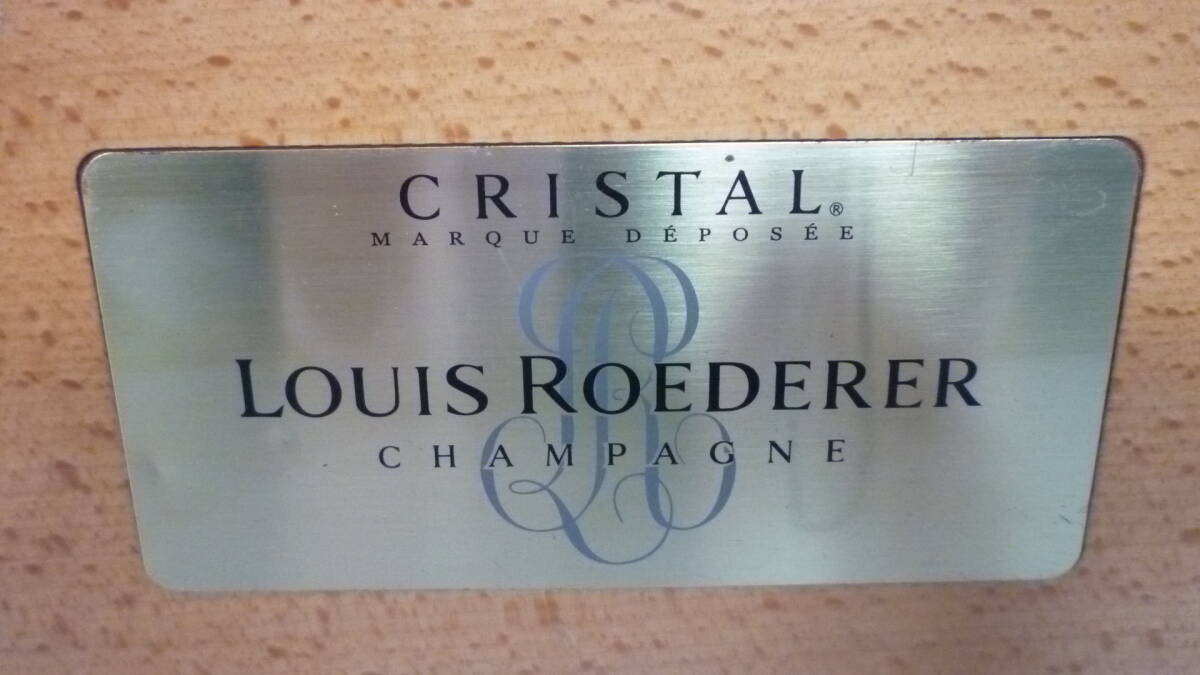 CRISTAL®
MARQUE DÉPOSÉE
LOUIS ROEDERER
CHAMPAGNE